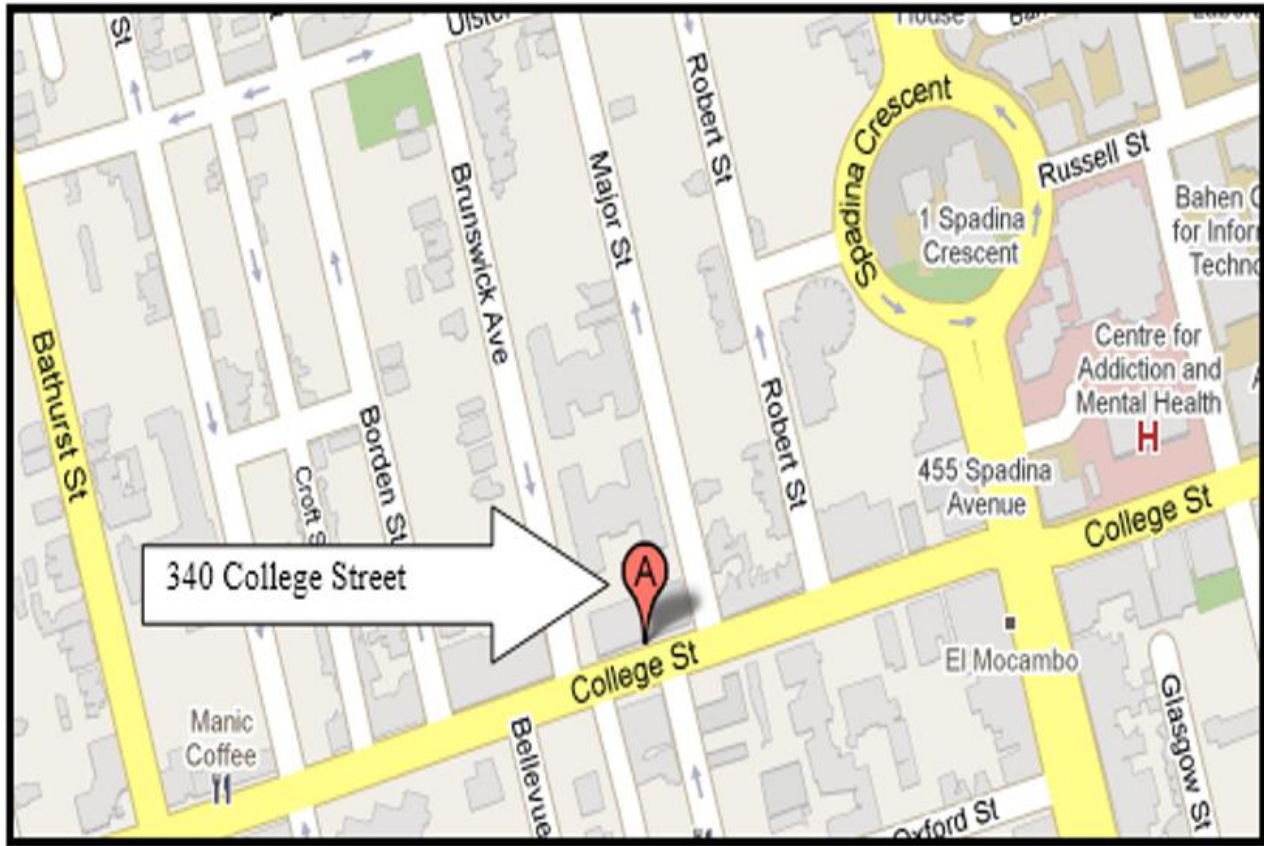 St
Ulster
House
Robert St
Spadina Crescent
Russell St
Major St
Brunswick Ave
1 Spadina
Crescent
Bahen
for Infor
Techno
Bathurst St
Centre for
Addiction and
Mental Health
H
Robert St
Borden St
Croft S
455 Spadina
Avenue
College St
340 College Street
A
College St
El Mocambo
Manic
Coffee
Bellevue
Glasgow St
Oxford St